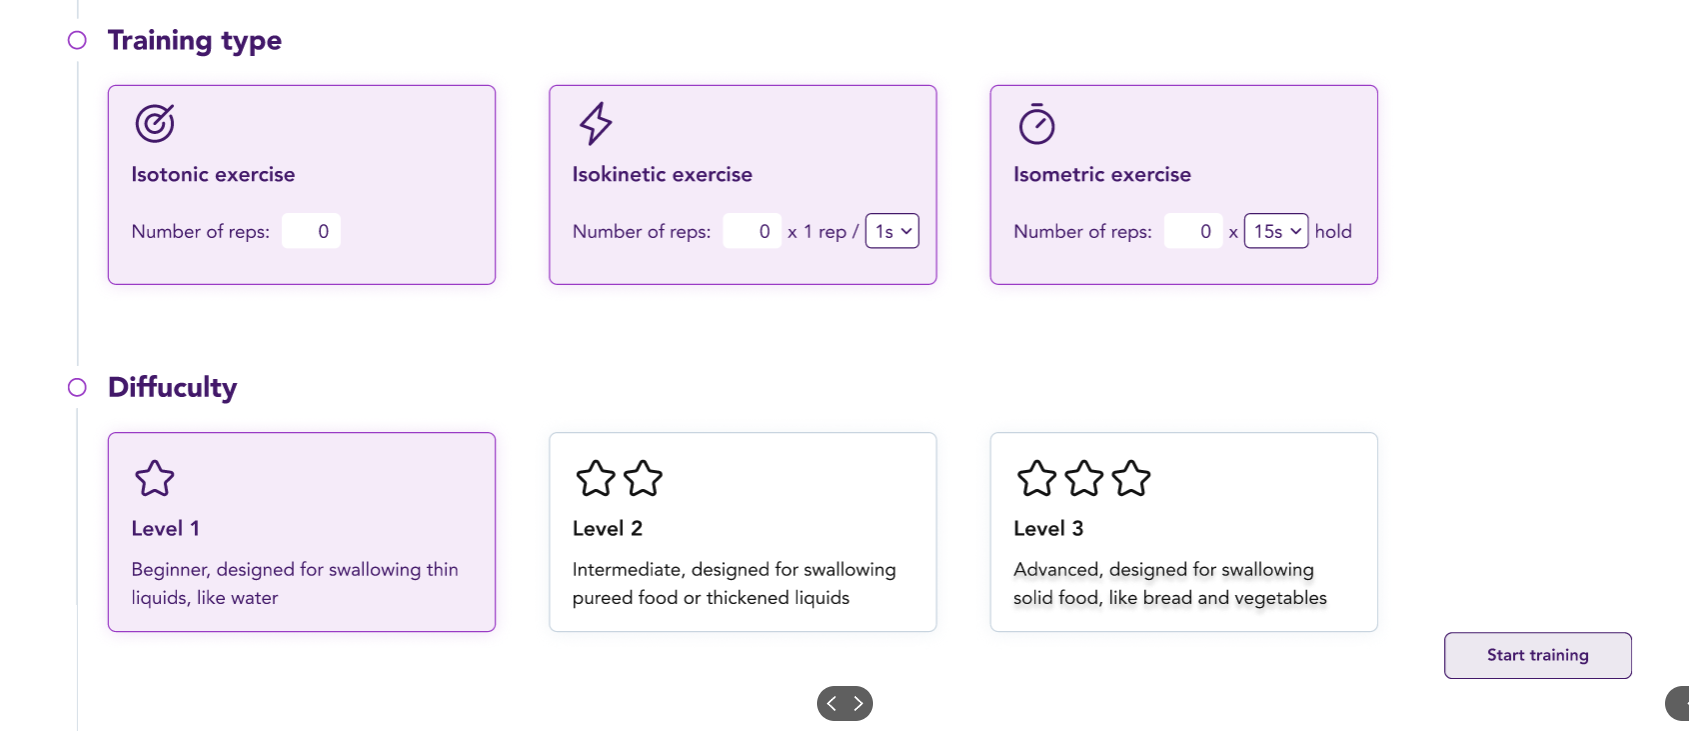 Training type
Isotonic exercise
Number of reps: 0
Isokinetic exercise
Number of reps: 0 x 1 rep / 1s
Isometric exercise
Number of reps: 0 x 15s hold
Diffuculty
Level 1
Beginner, designed for swallowing thin
liquids, like water
Level 2
Intermediate, designed for swallowing
pureed food or thickened liquids
Level 3
Advanced, designed for swallowing
solid food, like bread and vegetables
Start training